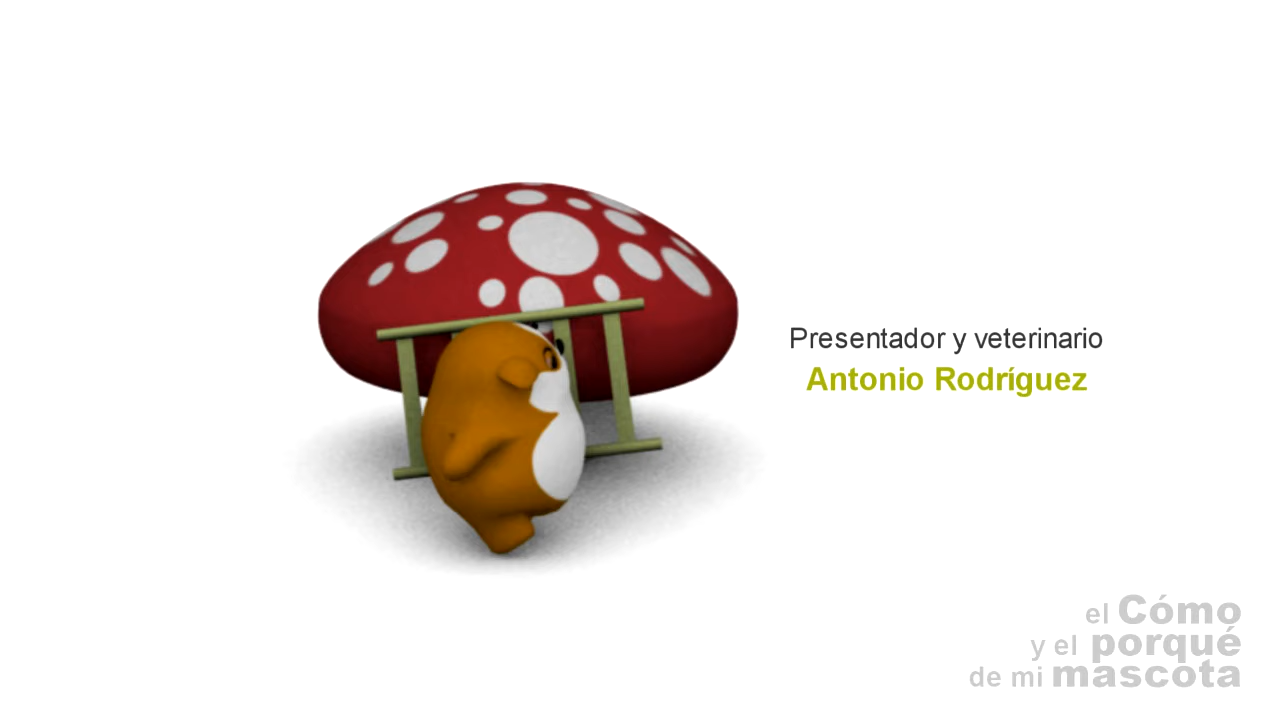 Presentador y veterinario
Antonio Rodríguez
el Cómo
y el porqué
de mi mascota